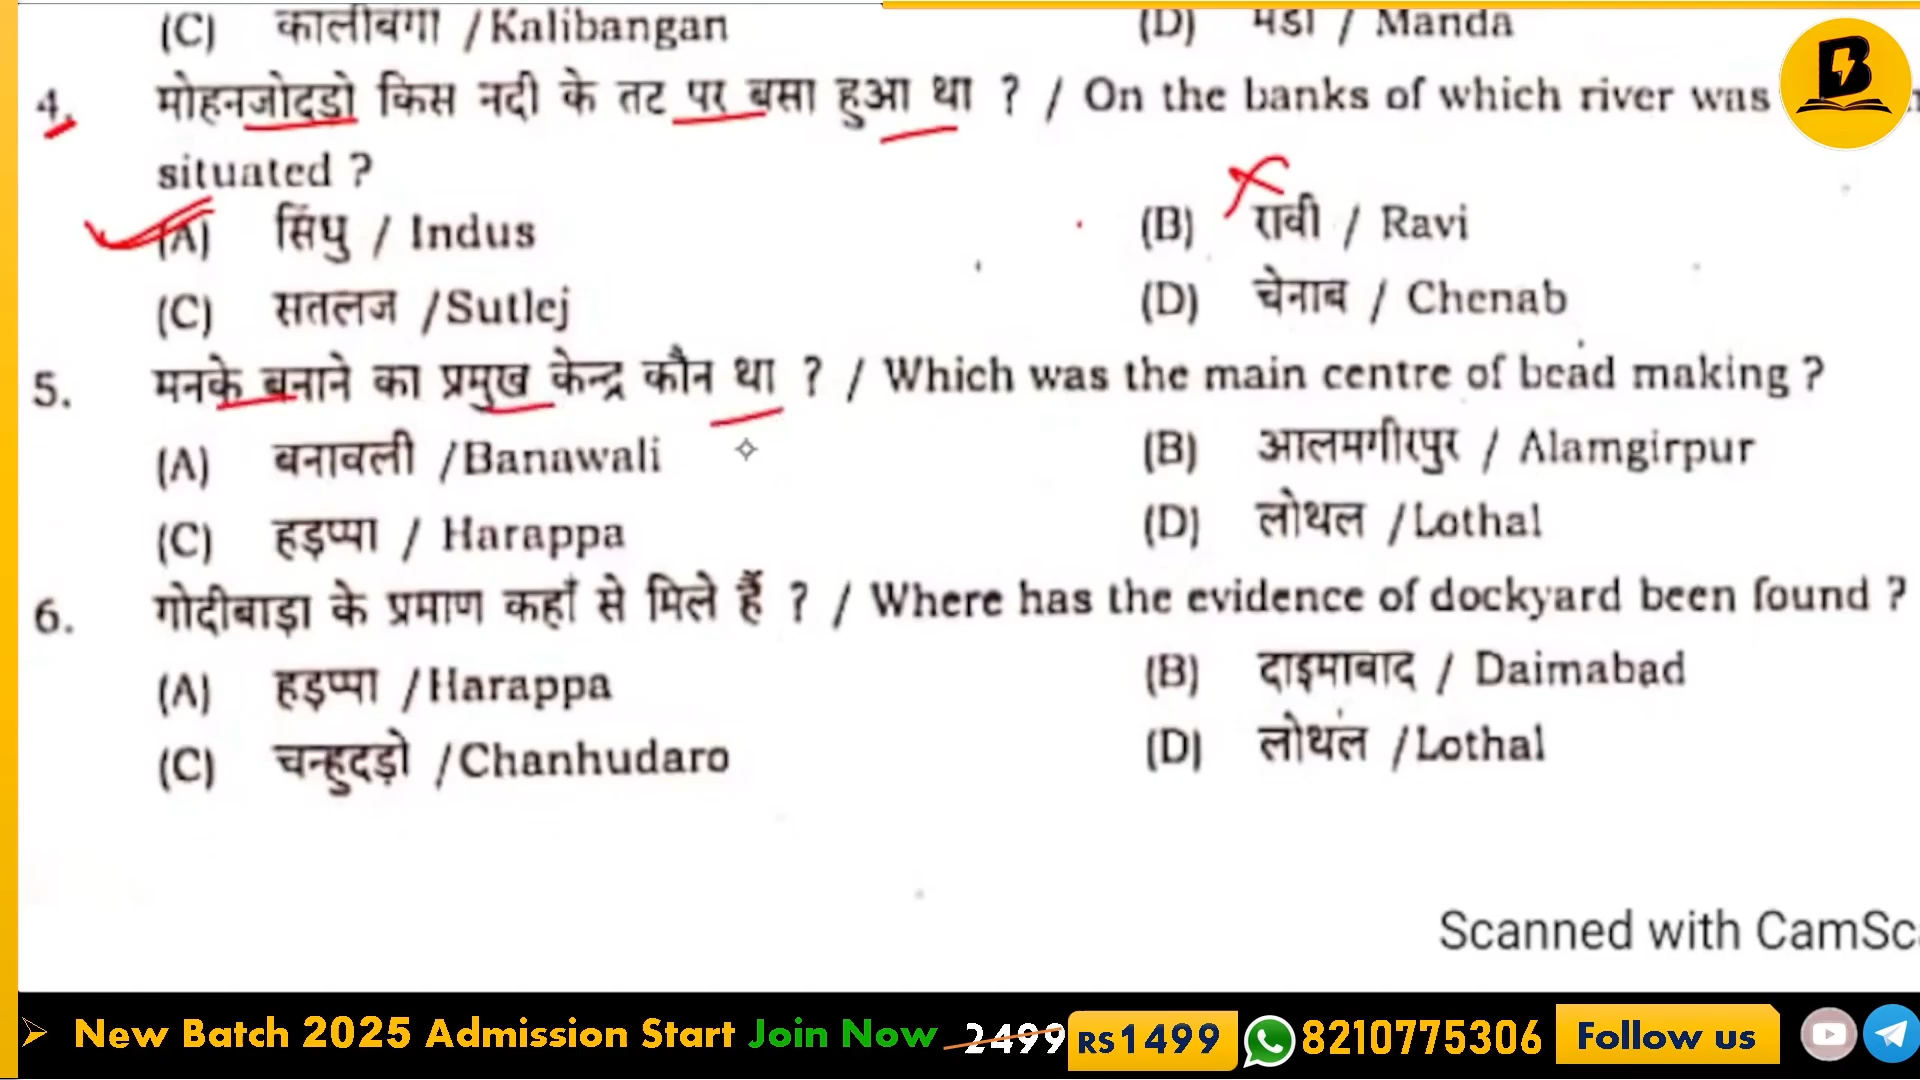 (C) कालीबंगा /Kalibangan (D) मंडा / Manda
4. मोहनजोदड़ो किस नदी के तट पर बसा हुआ था ? / On the banks of which river was
situated ?
(A) सिंधु / Indus (B) रावी / Ravi
(C) सतलज /Sutlej (D) चेनाब / Chenab
5. मनके बनाने का प्रमुख केन्द्र कौन था ? / Which was the main centre of bead making ?
(A) बनावली /Banawali (B) आलमगीरपुर / Alamgirpur
(C) हड़प्पा / Harappa (D) लोथल /Lothal
6. गोदीबाड़ा के प्रमाण कहाँ से मिले हैं ? / Where has the evidence of dockyard been found ?
(A) हड़प्पा /Harappa (B) दाइमाबाद / Daimabad
(C) चन्हुदड़ो /Chanhudaro (D) लोथल /Lothal
Scanned with CamSc
New Batch 2025 Admission Start Join Now 2499 RS 1499 8210775306 Follow us